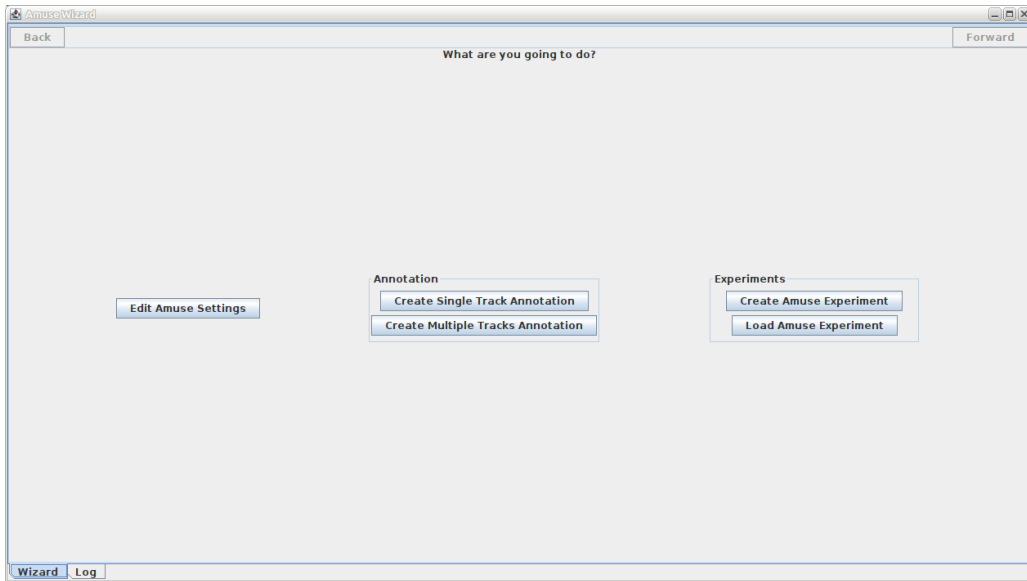 Amuse Wizard
Back
Forward
What are you going to do?
Annotation
Experiments
Edit Amuse Settings
Create Single Track Annotation
Create Amuse Experiment
Create Multiple Tracks Annotation
Load Amuse Experiment
Wizard
Log